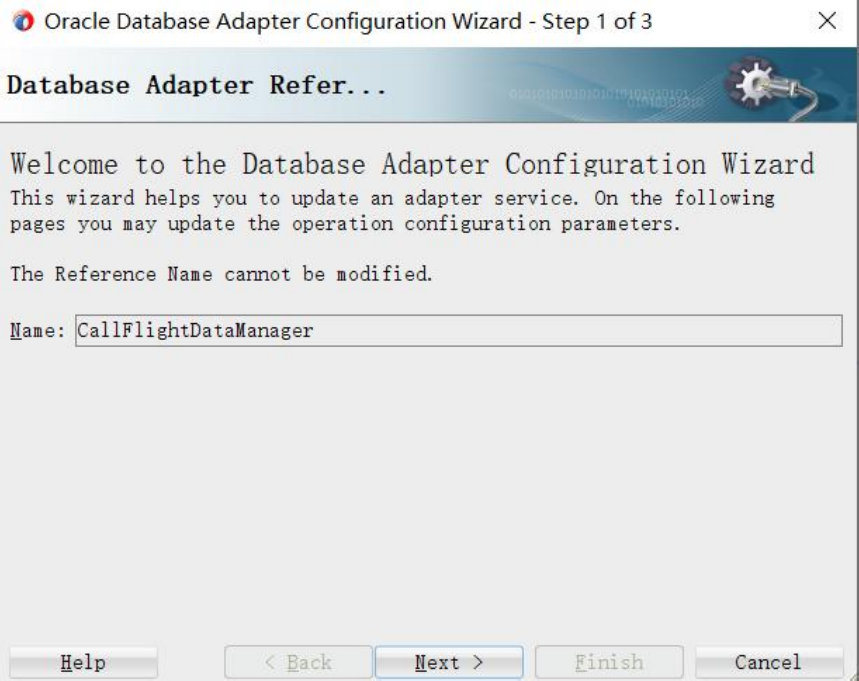 Oracle Database Adapter Configuration Wizard - Step 1 of 3
Database Adapter Refer...
Welcome to the Database Adapter Configuration Wizard
This wizard helps you to update an adapter service. On the following
pages you may update the operation configuration parameters.
The Reference Name cannot be modified.
Name: CallFlightDataManager
Help
< Back
Next >
Finish
Cancel